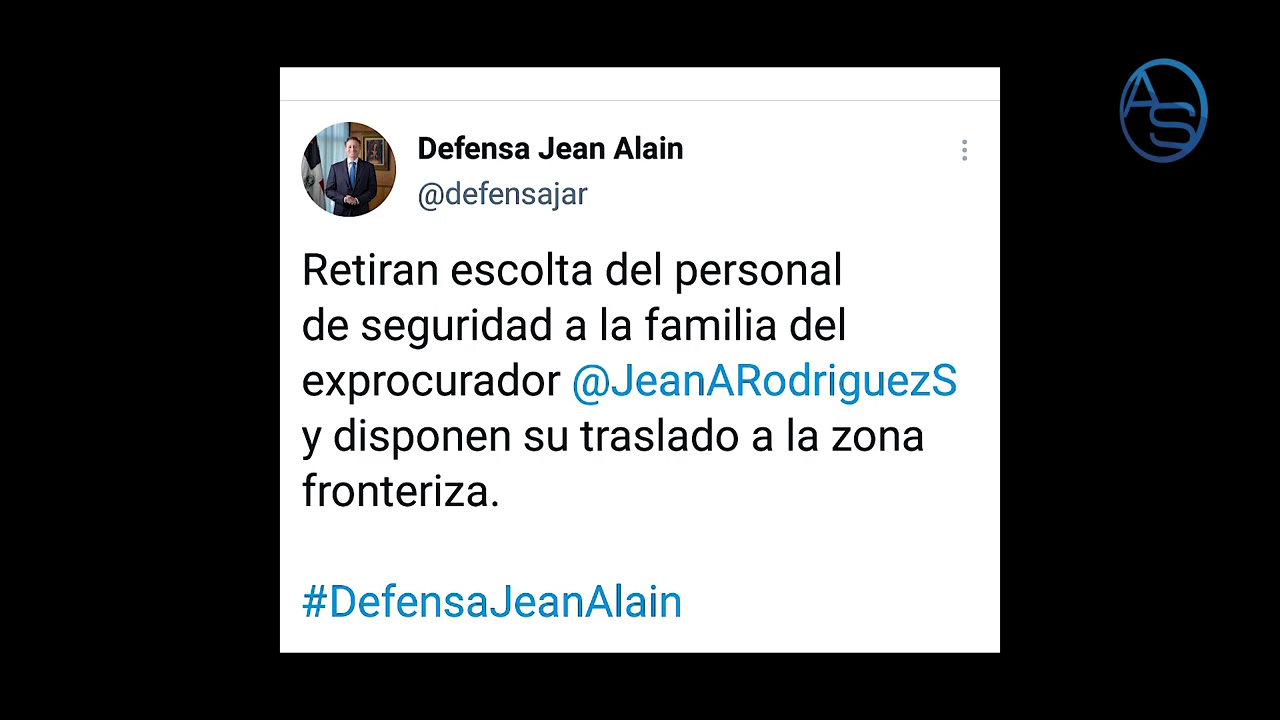 AS
Defensa Jean Alain
@defensajar
Retiran escolta del personal
de seguridad a la familia del
exprocurador @JeanARodriguezS
y disponen su traslado a la zona
fronteriza.
#DefensaJeanAlain